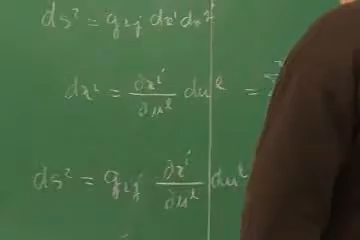 ds² = g_ij dx^i dx^j
dx^i = ∂x^i/∂u^l du^l =
ds² = g_ij ∂x^i/∂u^l du^l